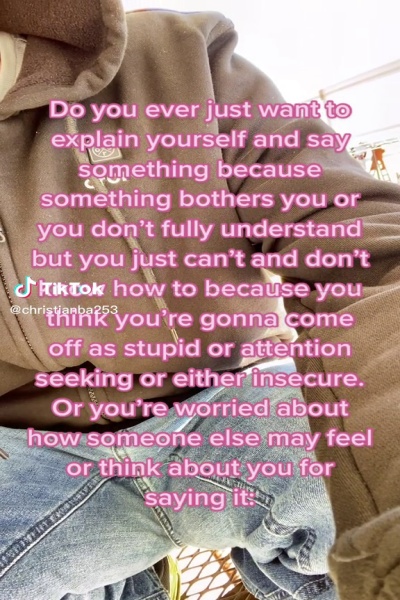 Do you ever just want to
explain yourself and say
something because
something bothers you or
you don't fully understand
but you just can't and don't
how to because you
TikTok
@christianba253
think you're gonna come
off as stupid or attention
seeking or either insecure.
Or you're worried about
how someone else may feel
or think about you for
saying it.